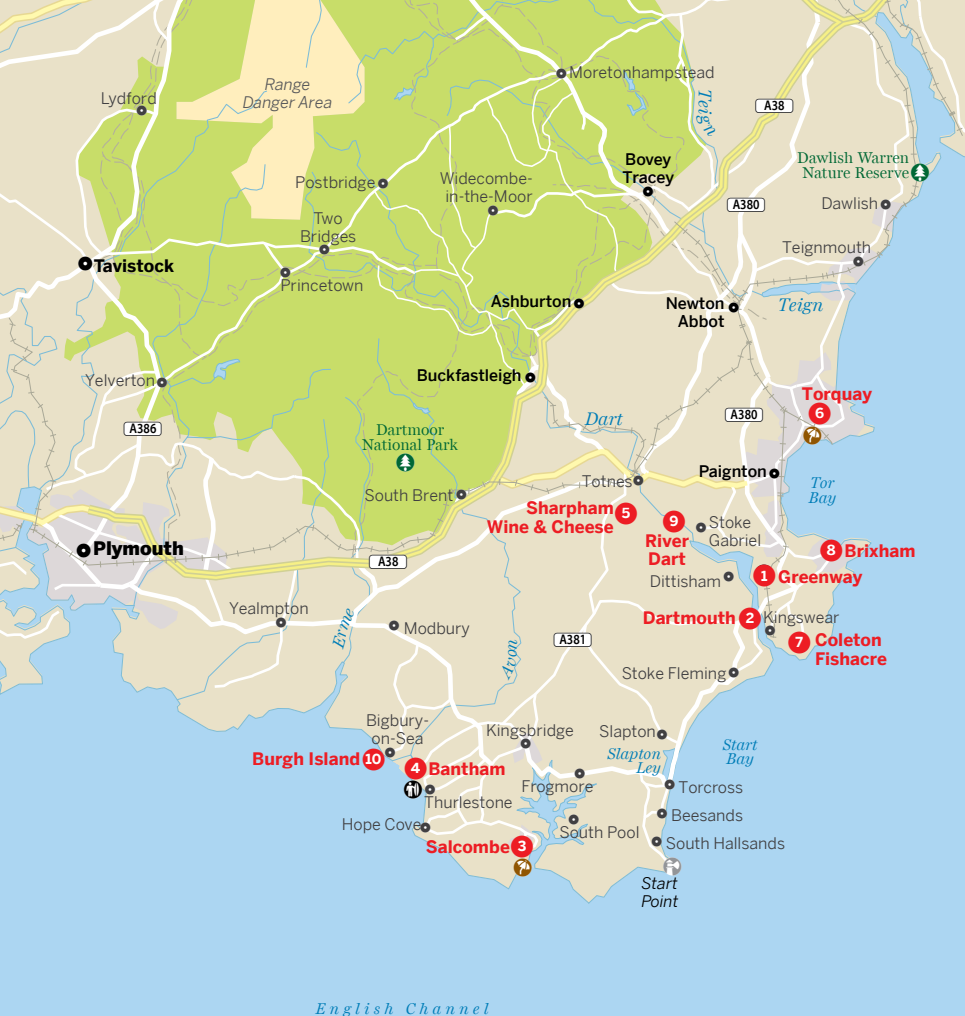 Moretonhampstead
Range
Danger Area
Lydford
Teign
A38
Bovey
Tracey
Dawlish Warren
Nature Reserve
Postbridge
Widecombe-
in-the-Moor
A380
Dawlish
Two
Bridges
Teignmouth
Tavistock
Princetown
Ashburton
Newton
Abbot
Teign
Yelverton
Buckfastleigh
Torquay
6
A386
Dartmoor
National Park
Dart
A380
Paignton
Tor
Bay
South Brent
Totnes
Sharpham
Wine & Cheese
5
9
River
Dart
Stoke
Gabriel
Plymouth
8
Brixham
A38
Dittisham
1
Greenway
Yealmpton
Erme
Modbury
Dartmouth
2
Kingswear
A381
7
Coleton
Fishacre
Avon
Stoke Fleming
Bigbury-
on-Sea
Kingsbridge
Slapton
Slapton
Ley
Start
Bay
Burgh Island
10
4
Bantham
Thurlestone
Frogmore
Torcross
Beesands
Hope Cove
South Pool
Salcombe
3
South Hallsands
Start
Point
English Channel